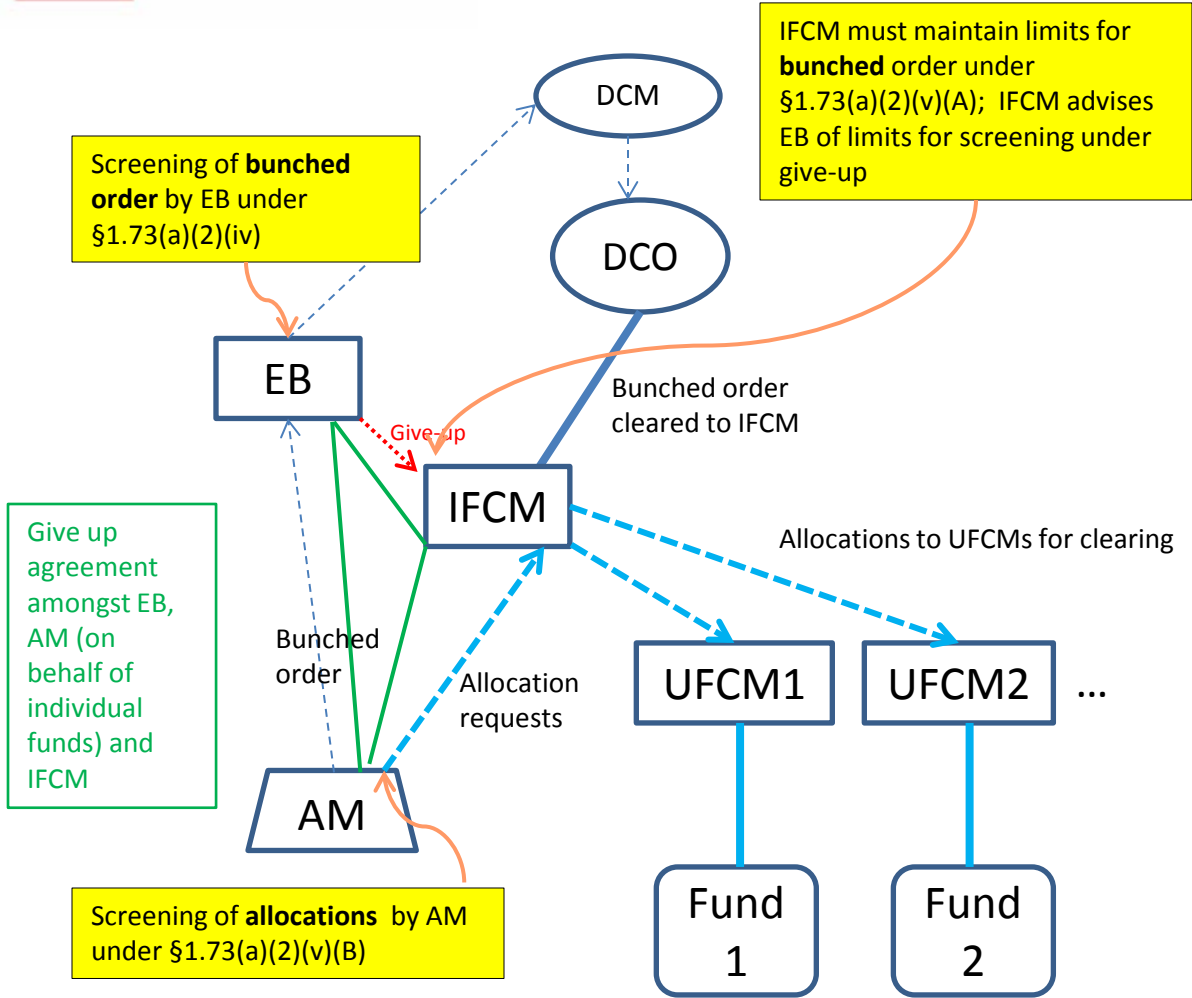 IFCM must maintain limits for
bunched order under
§1.73(a)(2)(v)(A);  IFCM advises
EB of limits for screening under
give-up
DCM
Screening of bunched
order by EB under
§1.73(a)(2)(iv)
DCO
EB
Bunched order
cleared to IFCM
Give-up
IFCM
Give up
agreement
amongst EB,
AM (on
behalf of
individual
funds) and
IFCM
Allocations to UFCMs for clearing
Bunched
order
Allocation
requests
UFCM1
UFCM2
...
AM
Screening of allocations  by AM
under §1.73(a)(2)(v)(B)
Fund
1
Fund
2